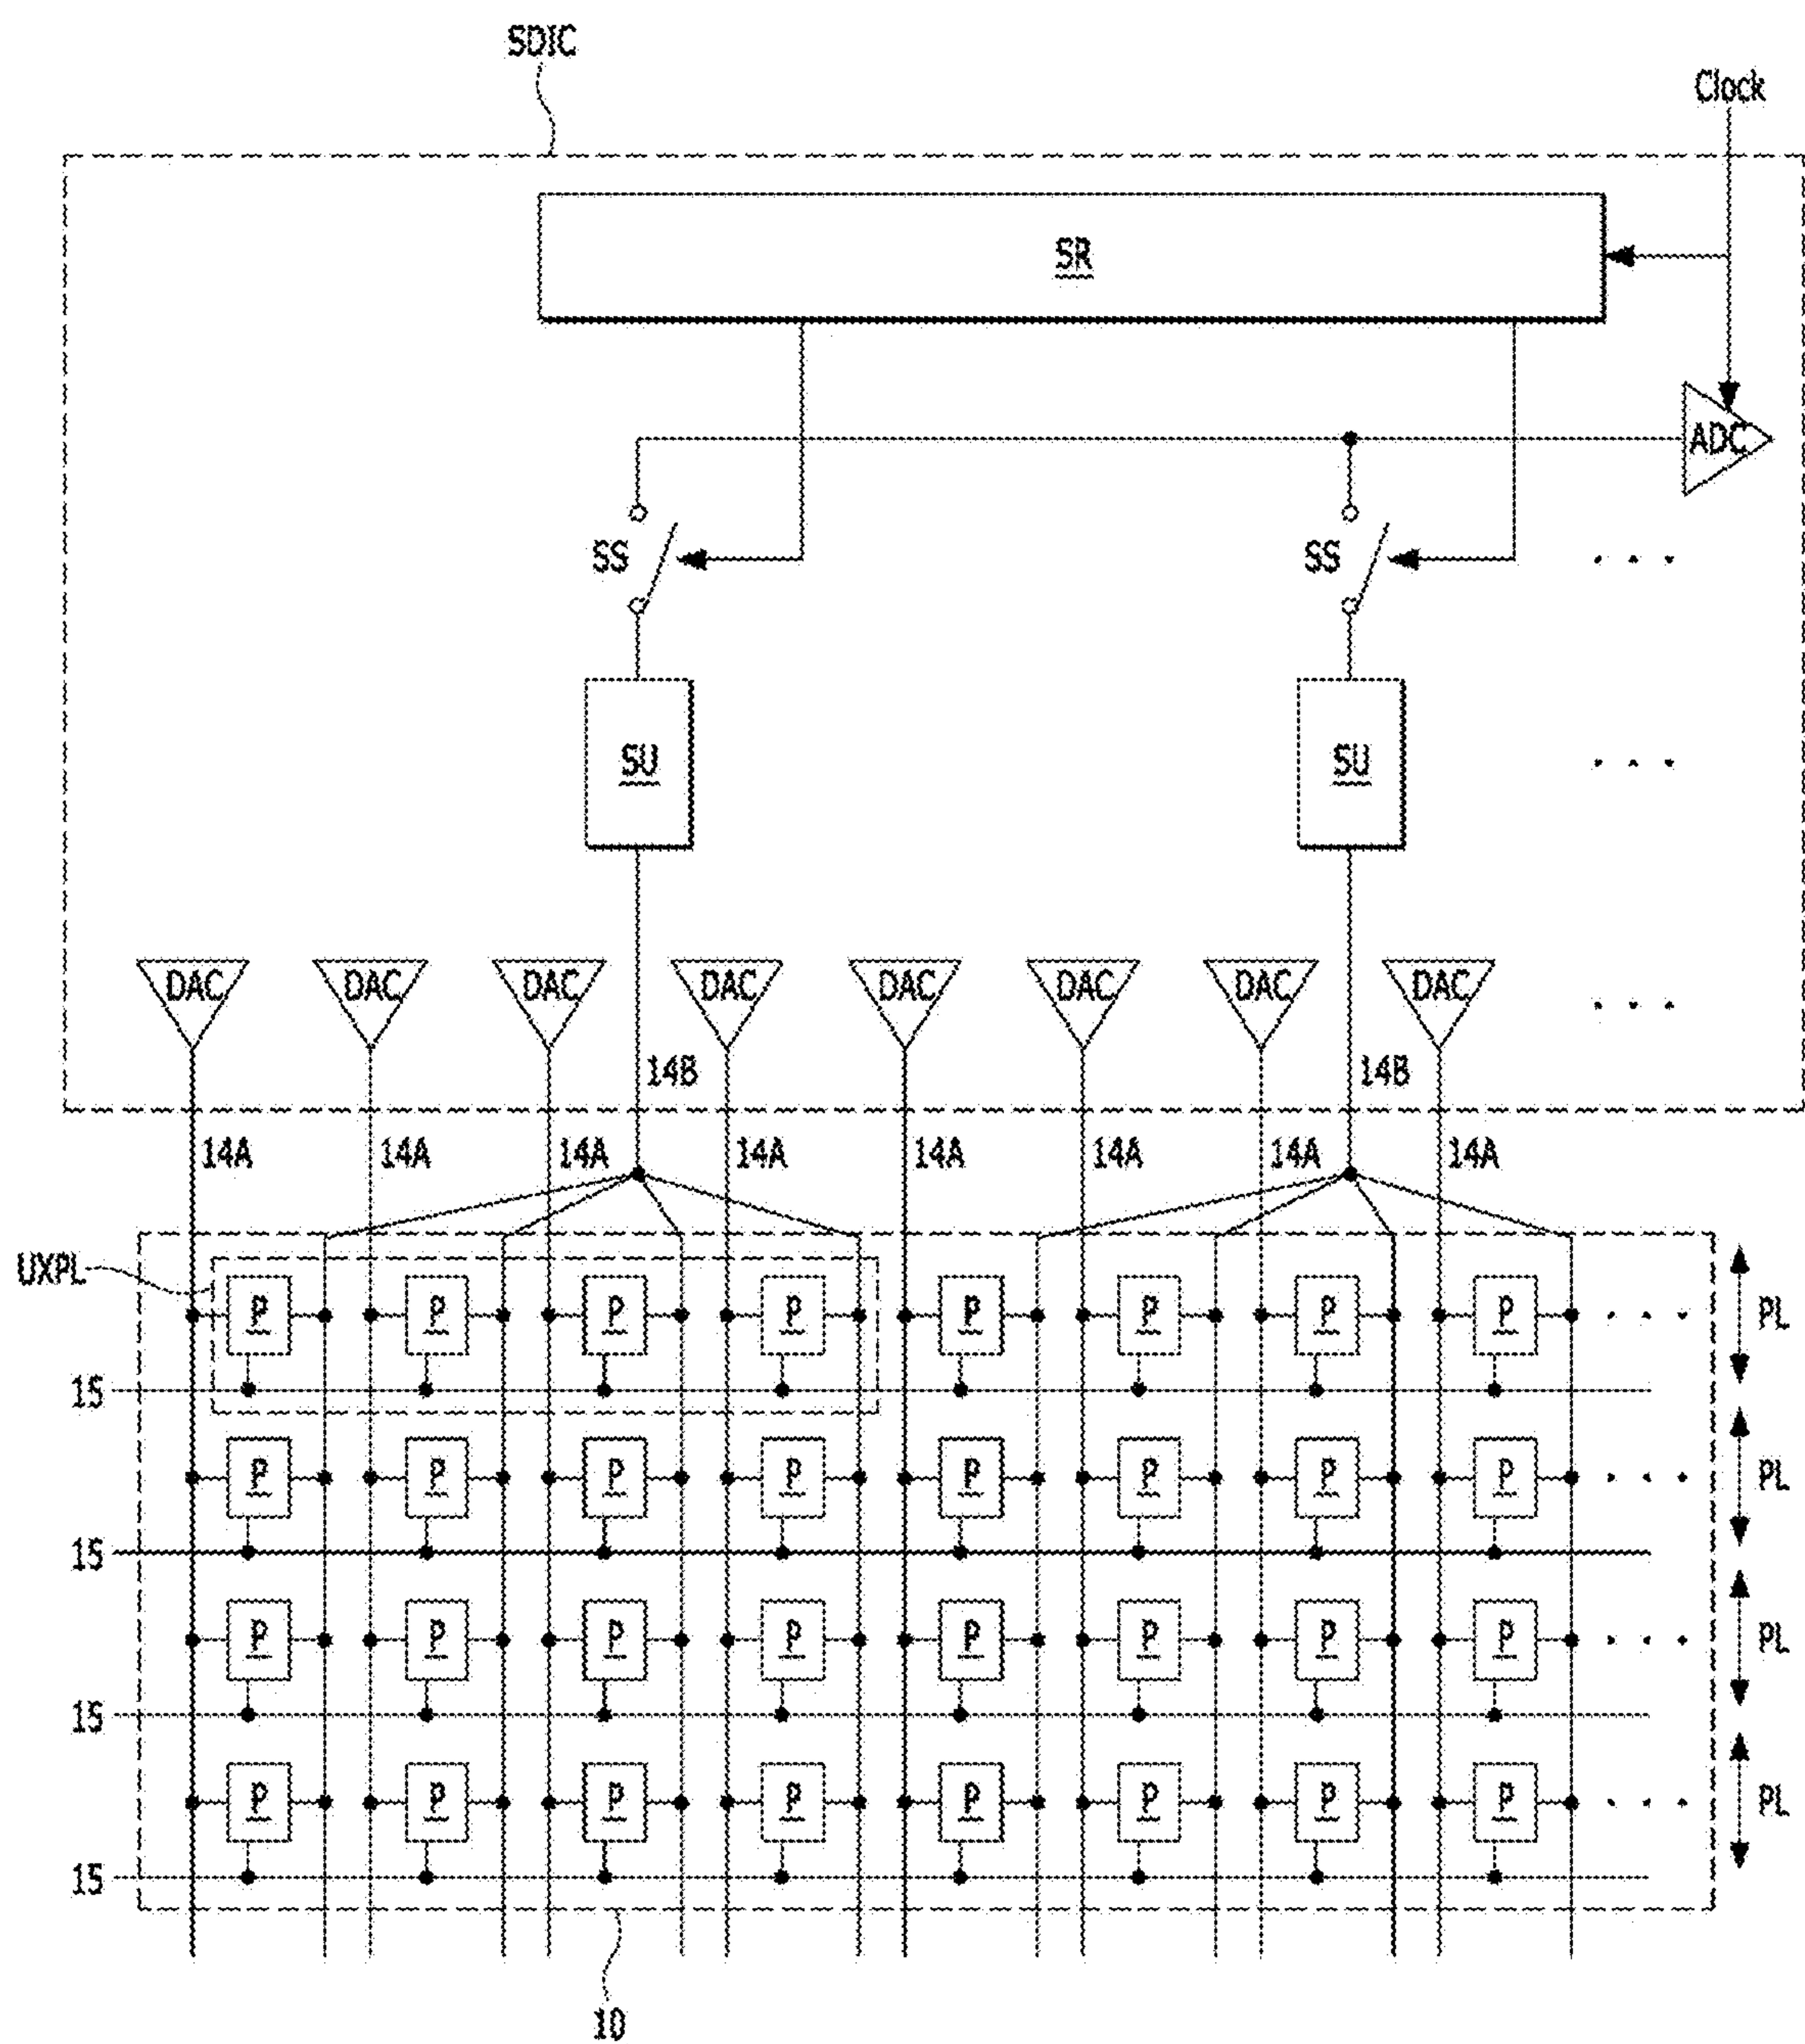 SDIC
Clock
SR
ADC
SS SS . . .
SU SU . . .
DAC DAC DAC DAC DAC DAC DAC DAC . . .
14B 14B
14A 14A 14A 14A 14A 14A 14A 14A
UXPL
P P P P P P P P . . . PL
15
P P P P P P P P . . . PL
15
P P P P P P P P . . . PL
15
P P P P P P P P . . . PL
15
10